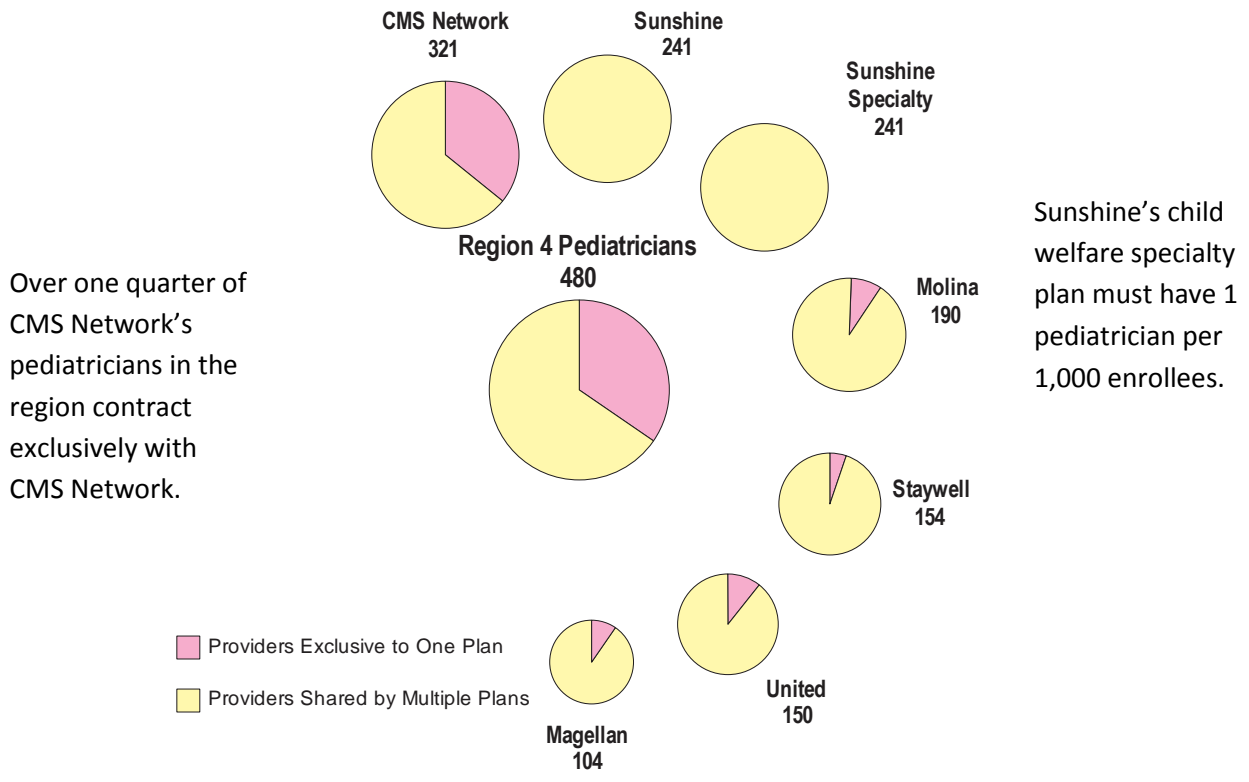 CMS Network
321
Sunshine
241
Sunshine
Specialty
241
Over one quarter of
CMS Network’s
pediatricians in the
region contract
exclusively with
CMS Network.
Region 4 Pediatricians
480
Sunshine’s child
welfare specialty
plan must have 1
pediatrician per
1,000 enrollees.
Molina
190
Staywell
154
United
150
Magellan
104
Providers Exclusive to One Plan
Providers Shared by Multiple Plans